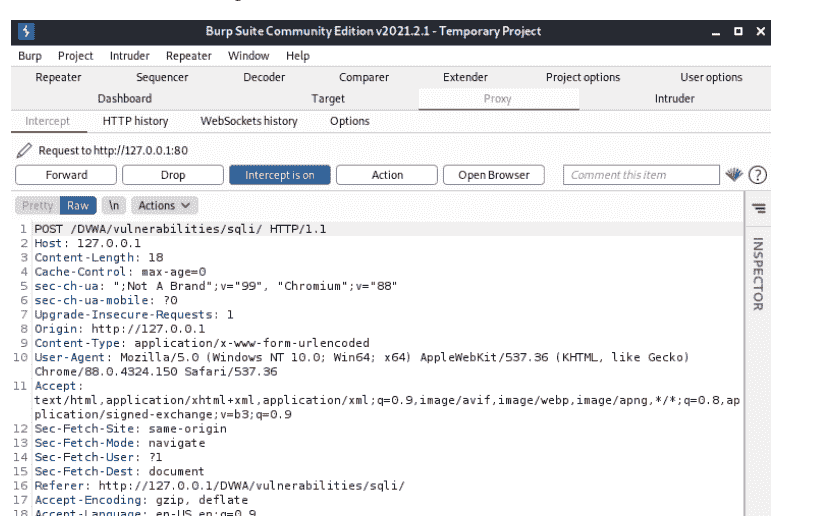 Burp Suite Community Edition v2021.2.1 - Temporary Project
Burp Project Intruder Repeater Window Help
Repeater Sequencer Decoder Comparer Extender Project options User options
Dashboard Target Proxy Intruder
Intercept HTTP history WebSockets history Options
Request to http://127.0.0.1:80
Forward Drop Intercept is on Action Open Browser Comment this item ?
Pretty Raw \n Actions
INSPECTOR
1 POST /DVWA/vulnerabilities/sqli/ HTTP/1.1
2 Host: 127.0.0.1
3 Content-Length: 18
4 Cache-Control: max-age=0
5 sec-ch-ua: ";Not A Brand";v="99", "Chromium";v="88"
6 sec-ch-ua-mobile: ?0
7 Upgrade-Insecure-Requests: 1
8 Origin: http://127.0.0.1
9 Content-Type: application/x-www-form-urlencoded
10 User-Agent: Mozilla/5.0 (Windows NT 10.0; Win64; x64) AppleWebKit/537.36 (KHTML, like Gecko)
Chrome/88.0.4324.150 Safari/537.36
11 Accept:
text/html,application/xhtml+xml,application/xml;q=0.9,image/avif,image/webp,image/apng,*/*;q=0.8,ap
plication/signed-exchange;v=b3;q=0.9
12 Sec-Fetch-Site: same-origin
13 Sec-Fetch-Mode: navigate
14 Sec-Fetch-User: ?1
15 Sec-Fetch-Dest: document
16 Referer: http://127.0.0.1/DVWA/vulnerabilities/sqli/
17 Accept-Encoding: gzip, deflate
18 Accept-Language: en-US,en;q=0.9